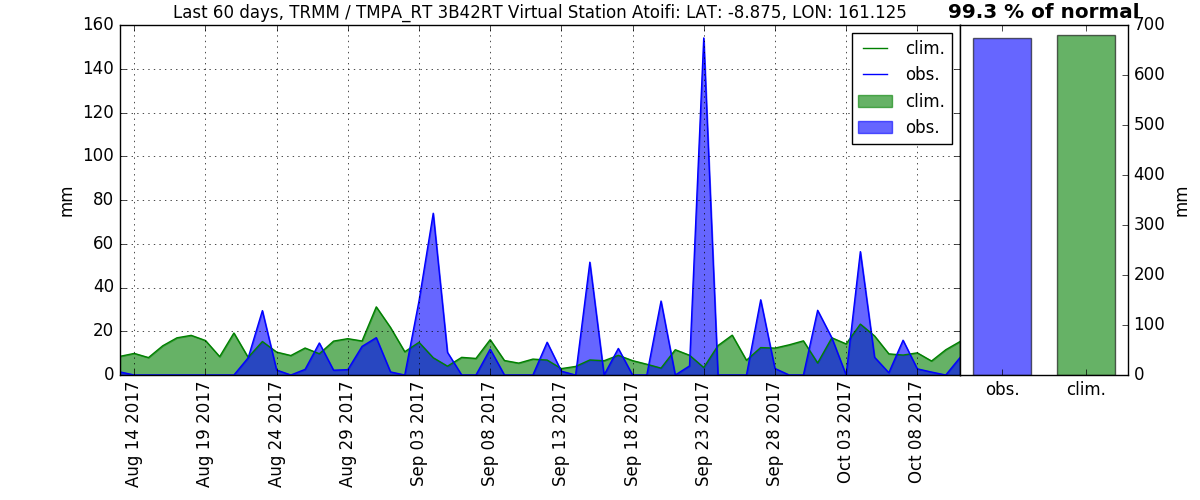 Last 60 days, TRMM / TMPA_RT 3B42RT Virtual Station Atoifi: LAT: -8.875, LON: 161.125
99.3 % of normal
160
140
120
100
80
60
40
20
0
mm
clim.
obs.
clim.
obs.
700
600
500
400
300
200
100
0
mm
obs.
clim.
Aug 14 2017
Aug 19 2017
Aug 24 2017
Aug 29 2017
Sep 03 2017
Sep 08 2017
Sep 13 2017
Sep 18 2017
Sep 23 2017
Sep 28 2017
Oct 03 2017
Oct 08 2017